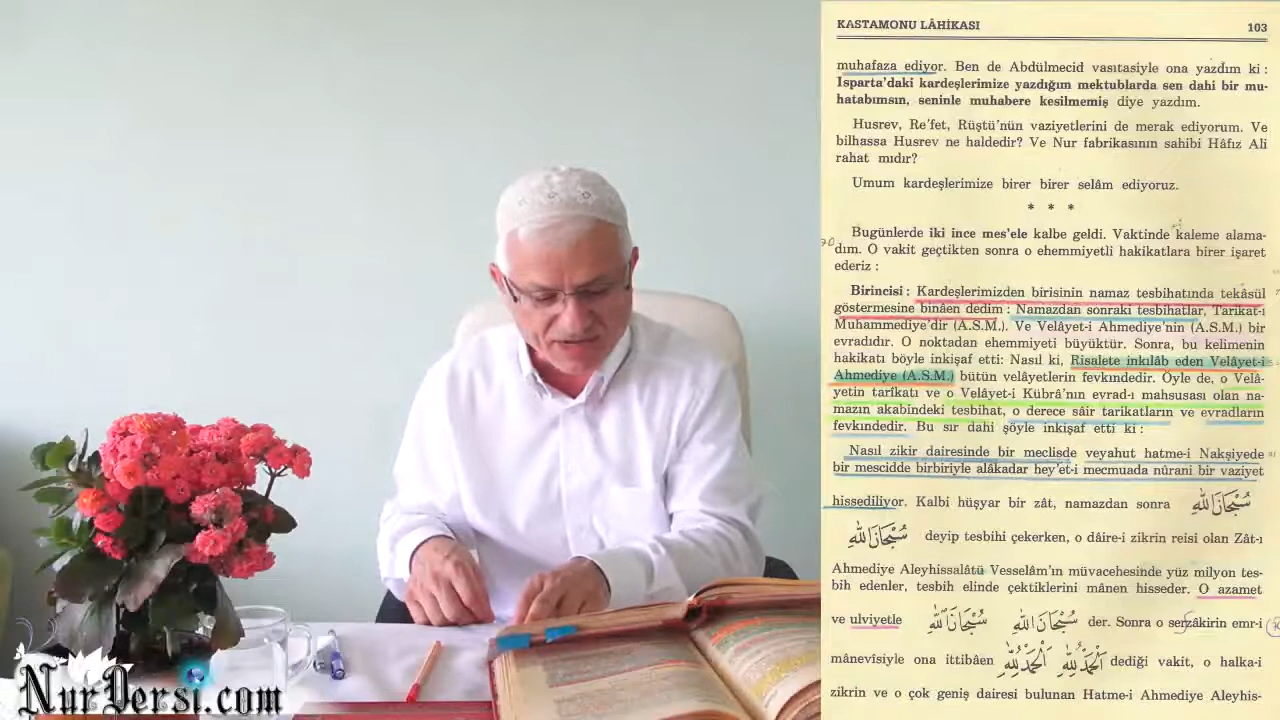 KASTAMONU LÂHİKASI 103
muhafaza ediyor. Ben de Abdülmecid vasıtasiyle ona yazdım ki :
Isparta'daki kardeşlerimize yazdığım mektublarda sen dahi bir mu-
hatabımsın, seninle muhabere kesilmemiş diye yazdım.
Husrev, Re'fet, Rüştü'nün vaziyetlerini de merak ediyorum. Ve
bilhassa Husrev ne haldedir? Ve Nur fabrikasının sahibi Hâfız Ali
rahat mıdır?
Umum kardeşlerimize birer birer selâm ediyoruz.
* * *
Bugünlerde iki ince mes'ele kalbe geldi. Vaktinde kaleme alama-
dım. O vakit geçtikten sonra o ehemmiyetli hakikatlara birer işaret
ederiz :
Birincisi : Kardeşlerimizden birisinin namaz tesbihatında tekâsül
göstermesine binâen dedim : Namazdan sonraki tesbihatlar, Tarikat-ı
Muhammediye'dir (A.S.M.). Ve Velâyet-i Ahmediye'nin (A.S.M.) bir
evradıdır. O noktadan ehemmiyeti büyüktür. Sonra, bu kelimenin
hakikatı böyle inkişaf etti: Nasıl ki, Risalete inkılâb eden Velâyet-i
Ahmediye (A.S.M.) bütün velâyetlerin fevkındedir. Öyle de, o Velâ-
yetin tarîkatı ve o Velâyet-i Kübrâ'nın evrad-ı mahsusası olan na-
mazın akabindeki tesbihat, o derece sâir tarikatların ve evradların
fevkındedir. Bu sır dahi şöyle inkişaf etti ki :
Nasıl zikir dairesinde bir meclisde veyahut hatme-i Nakşiyede
bir mescidde birbiriyle alâkadar hey'et-i mecmuada nûrani bir vaziyet
hissediliyor. Kalbi hüşyar bir zât, namazdan sonra سُبْحَانَ اللهِ
سُبْحَانَ اللهِ deyip tesbihi çekerken, o dâire-i zikrin reisi olan Zât-ı
Ahmediye Aleyhissalâtü Vesselâm'ın müvacehesinde yüz milyon tes-
bih edenler, tesbih elinde çektiklerini mânen hisseder. O azamet
ve ulviyetle سُبْحَانَ اللهِ سُبْحَانَ اللهِ der. Sonra o serzâkirin emr-i
mânevîsiyle ona ittibâen اَلْحَمْدُ لِلّٰهِ اَلْحَمْدُ لِلّٰهِ dediği vakit, o halka-i
zikrin ve o çok geniş dairesi bulunan Hatme-i Ahmediye Aleyhis-
NurDersi.com